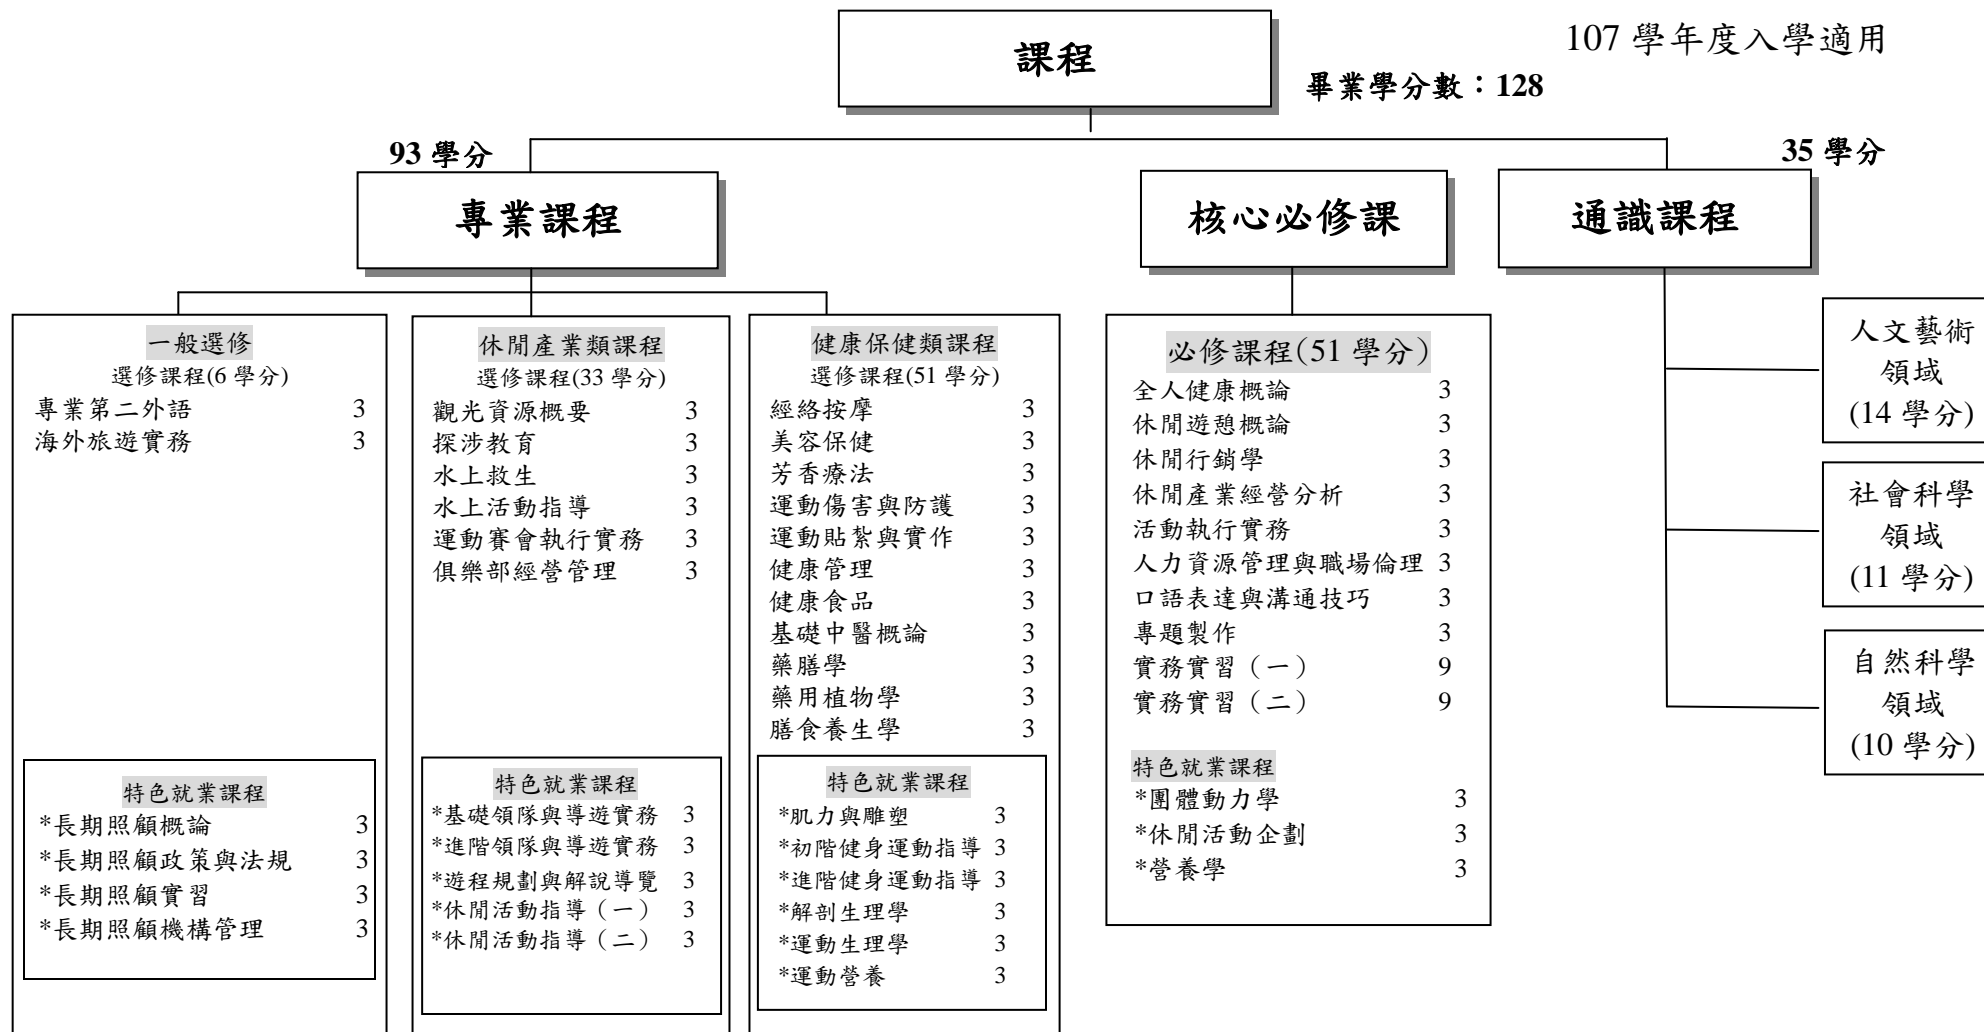 107 學年度入學適用
課程
畢業學分數：128
93 學分
35 學分
專業課程
核心必修課
通識課程
一般選修
選修課程(6 學分)
專業第二外語 3
海外旅遊實務 3
特色就業課程
*長期照顧概論 3
*長期照顧政策與法規 3
*長期照顧實習 3
*長期照顧機構管理 3
休閒產業類課程
選修課程(33 學分)
觀光資源概要 3
探涉教育 3
水上救生 3
水上活動指導 3
運動賽會執行實務 3
俱樂部經營管理 3
特色就業課程
*基礎領隊與導遊實務 3
*進階領隊與導遊實務 3
*遊程規劃與解說導覽 3
*休閒活動指導（一） 3
*休閒活動指導（二） 3
健康保健類課程
選修課程(51 學分)
經絡按摩 3
美容保健 3
芳香療法 3
運動傷害與防護 3
運動貼紮與實作 3
健康管理 3
健康食品 3
基礎中醫概論 3
藥膳學 3
藥用植物學 3
膳食養生學 3
特色就業課程
*肌力與雕塑 3
*初階健身運動指導 3
*進階健身運動指導 3
*解剖生理學 3
*運動生理學 3
*運動營養 3
必修課程(51 學分)
全人健康概論 3
休閒遊憩概論 3
休閒行銷學 3
休閒產業經營分析 3
活動執行實務 3
人力資源管理與職場倫理 3
口語表達與溝通技巧 3
專題製作 3
實務實習（一） 9
實務實習（二） 9
特色就業課程
*團體動力學 3
*休閒活動企劃 3
*營養學 3
人文藝術
領域
(14 學分)
社會科學
領域
(11 學分)
自然科學
領域
(10 學分)